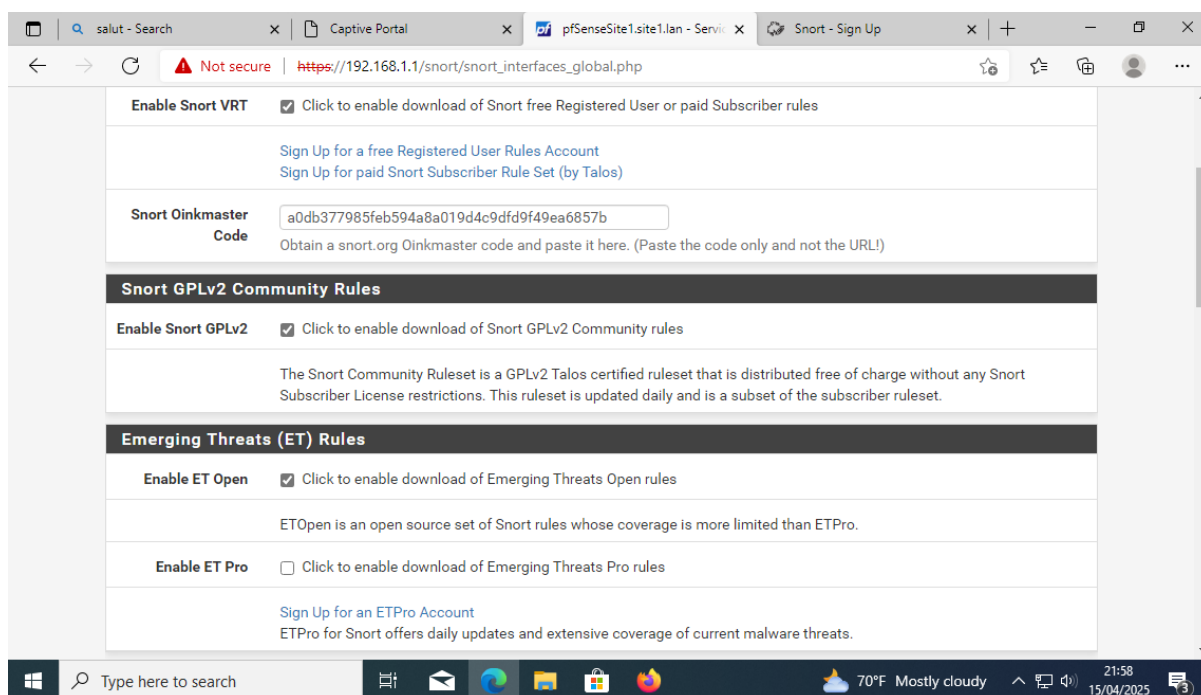 salut - Search
Captive Portal
pfSenseSite1.site1.lan - Servic
Snort - Sign Up
Not secure
https://192.168.1.1/snort/snort_interfaces_global.php
Enable Snort VRT
Click to enable download of Snort free Registered User or paid Subscriber rules
Sign Up for a free Registered User Rules Account
Sign Up for paid Snort Subscriber Rule Set (by Talos)
Snort Oinkmaster
Code
a0db377985feb594a8a019d4c9dfd9f49ea6857b
Obtain a snort.org Oinkmaster code and paste it here. (Paste the code only and not the URL!)
Snort GPLv2 Community Rules
Enable Snort GPLv2
Click to enable download of Snort GPLv2 Community rules
The Snort Community Ruleset is a GPLv2 Talos certified ruleset that is distributed free of charge without any Snort
Subscriber License restrictions. This ruleset is updated daily and is a subset of the subscriber ruleset.
Emerging Threats (ET) Rules
Enable ET Open
Click to enable download of Emerging Threats Open rules
ETOpen is an open source set of Snort rules whose coverage is more limited than ETPro.
Enable ET Pro
Click to enable download of Emerging Threats Pro rules
Sign Up for an ETPro Account
ETPro for Snort offers daily updates and extensive coverage of current malware threats.
Type here to search
70°F Mostly cloudy
21:58
15/04/2025
3